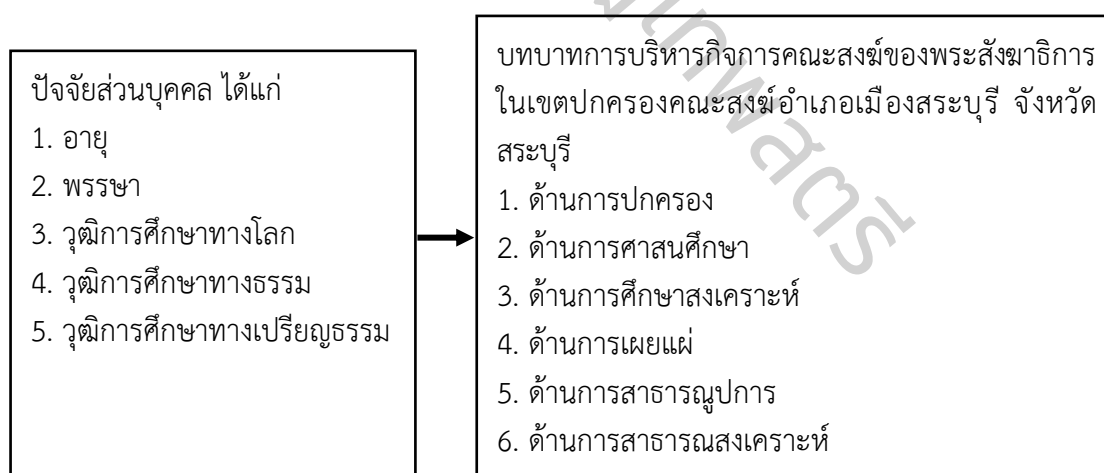 ปัจจัยส่วนบุคคล ได้แก่
1. อายุ
2. พรรษา
3. วุฒิการศึกษาทางโลก
4. วุฒิการศึกษาทางธรรม
5. วุฒิการศึกษาทางเปรียญธรรม
บทบาทการบริหารกิจการคณะสงฆ์ของพระสังฆาธิการ
ในเขตปกครองคณะสงฆ์อำเภอเมืองสระบุรี จังหวัด
สระบุรี
1. ด้านการปกครอง
2. ด้านการศาสนศึกษา
3. ด้านการศึกษาสงเคราะห์
4. ด้านการเผยแผ่
5. ด้านการสาธารณูปการ
6. ด้านการสาธารณสงเคราะห์